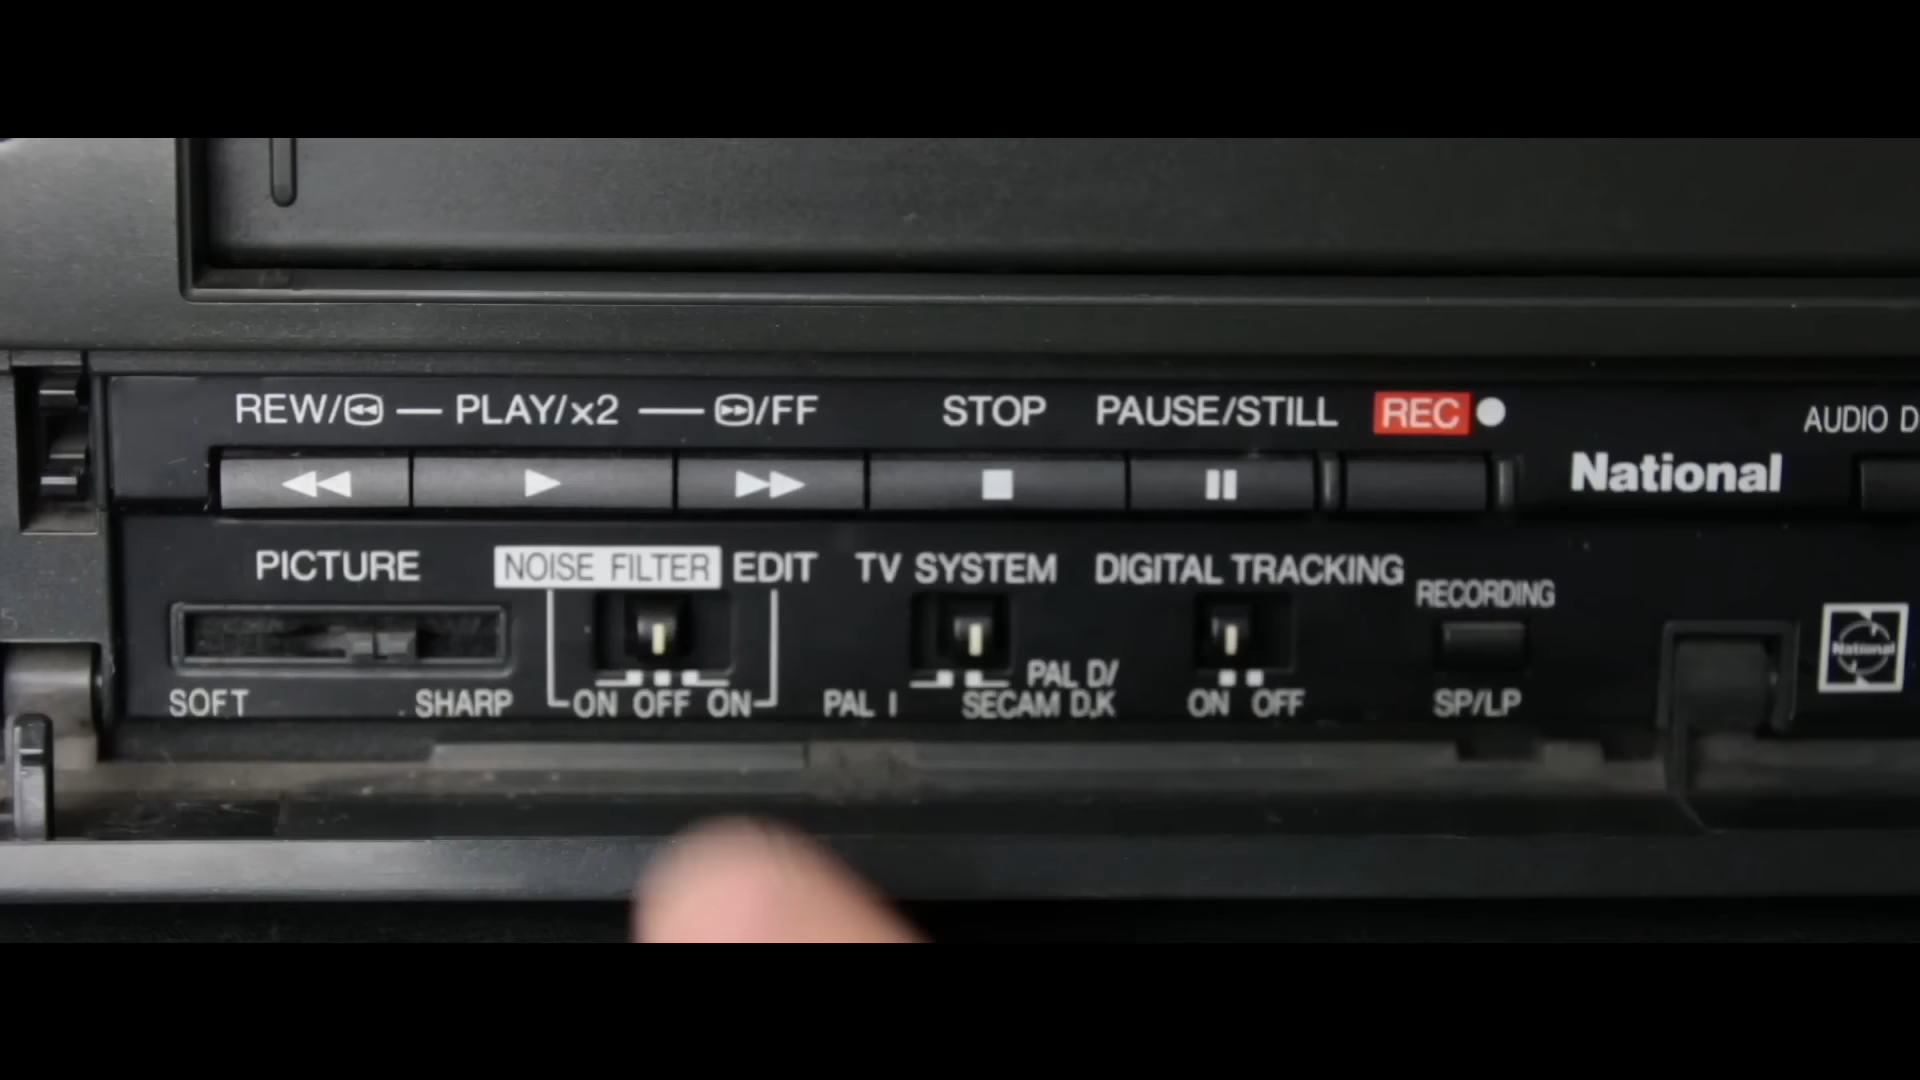 REW/ — PLAY/x2 — /FF STOP PAUSE/STILL REC
AUDIO D
National
PICTURE NOISE FILTER EDIT TV SYSTEM DIGITAL TRACKING
RECORDING
National
PAL D/
SOFT SHARP ON OFF ON PAL I SECAM D.K ON OFF SP/LP